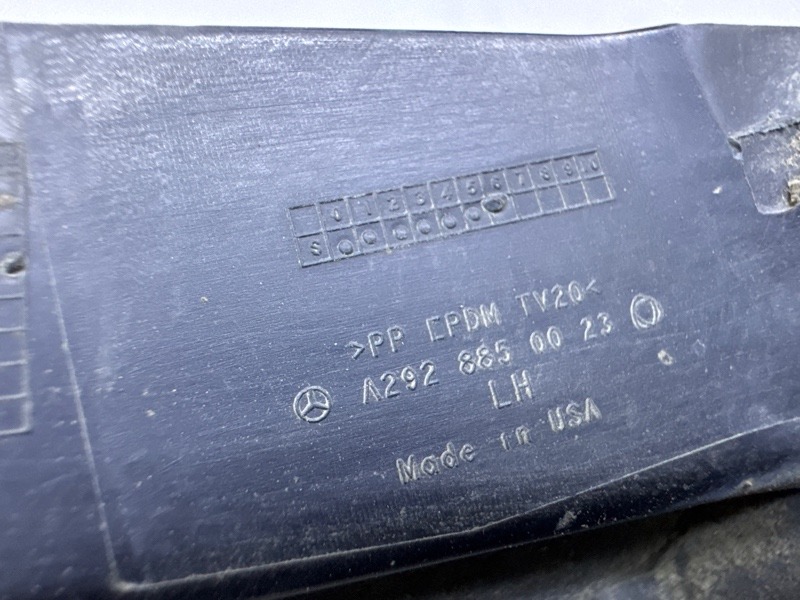 0 1 2 3 4 5 6 7 8 9 10
S
>PP EPDM TV20<
A292 885 00 23
LH
Made in USA